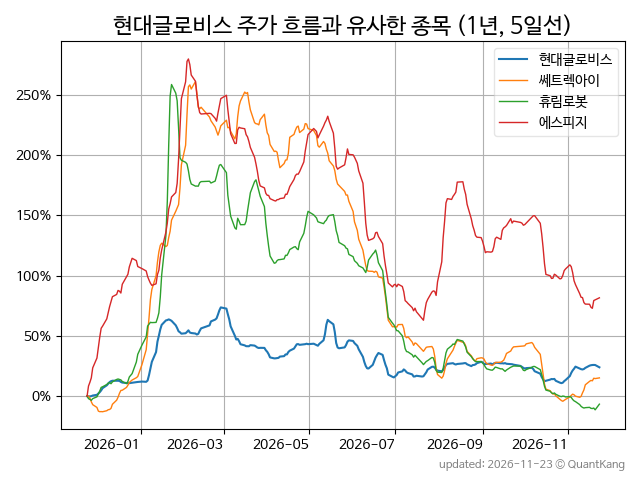 현대글로비스 주가 흐름과 유사한 종목 (1년, 5일선)
현대글로비스
쎄트렉아이
휴림로봇
에스피지
250%
200%
150%
100%
50%
0%
2026-01 2026-03 2026-05 2026-07 2026-09 2026-11
updated: 2026-11-23 ⓒ QuantKang